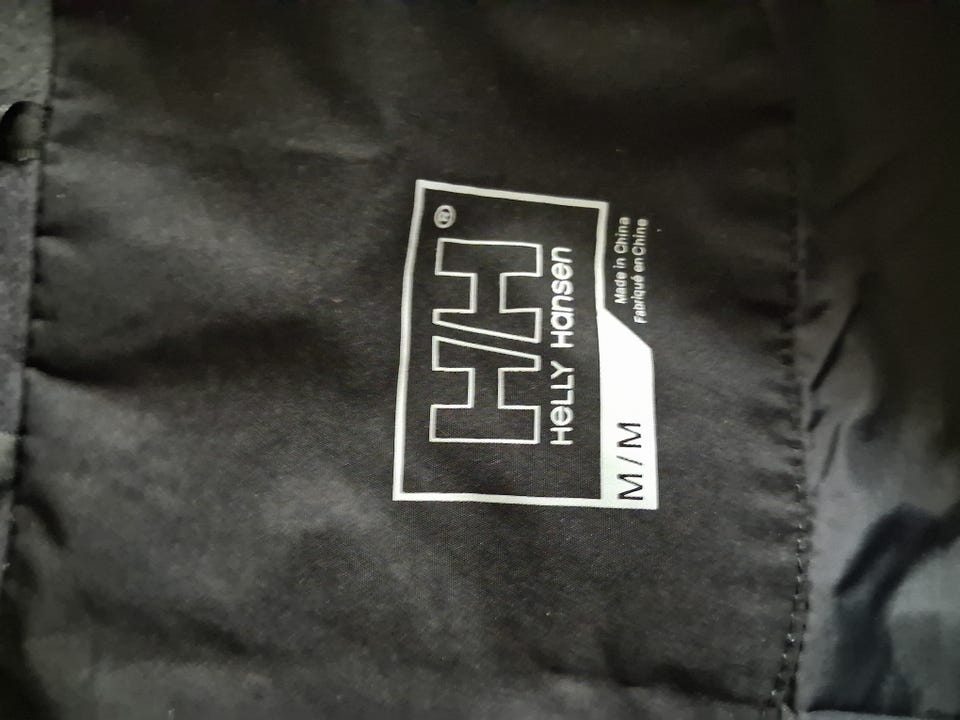 HH®
HELLY HANSEN
M/M
Made in China
Fabriqué en Chine